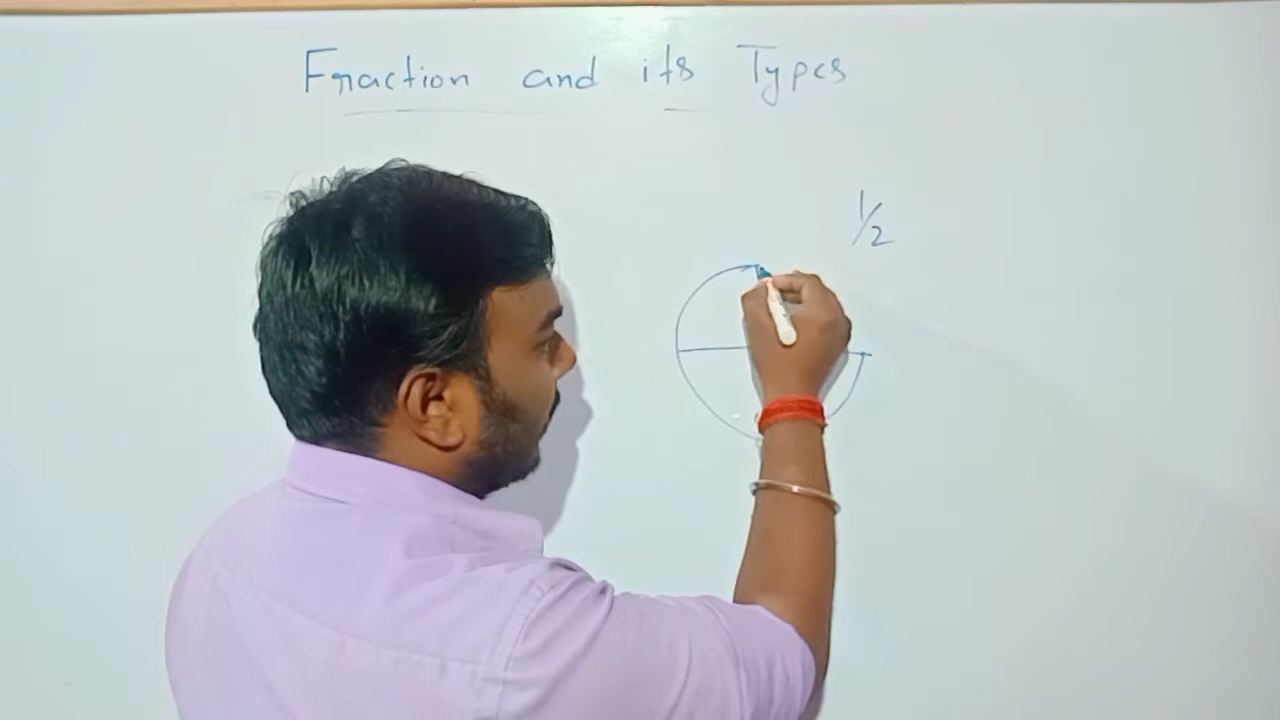 Fraction and its Types
1/2